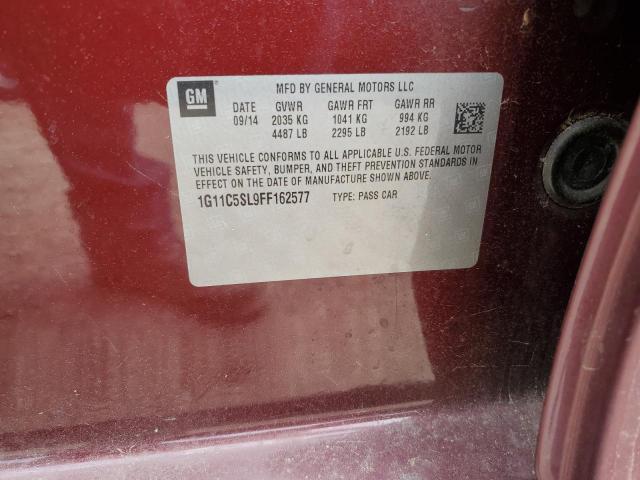 GM
MFD BY GENERAL MOTORS LLC
DATE GVWR GAWR FRT GAWR RR
09/14 2035 KG 1041 KG 994 KG
4487 LB 2295 LB 2192 LB
THIS VEHICLE CONFORMS TO ALL APPLICABLE U.S. FEDERAL MOTOR
VEHICLE SAFETY, BUMPER, AND THEFT PREVENTION STANDARDS
IN EFFECT ON THE DATE OF MANUFACTURE SHOWN ABOVE.
1G11C5SL9FF162577 TYPE: PASS CAR